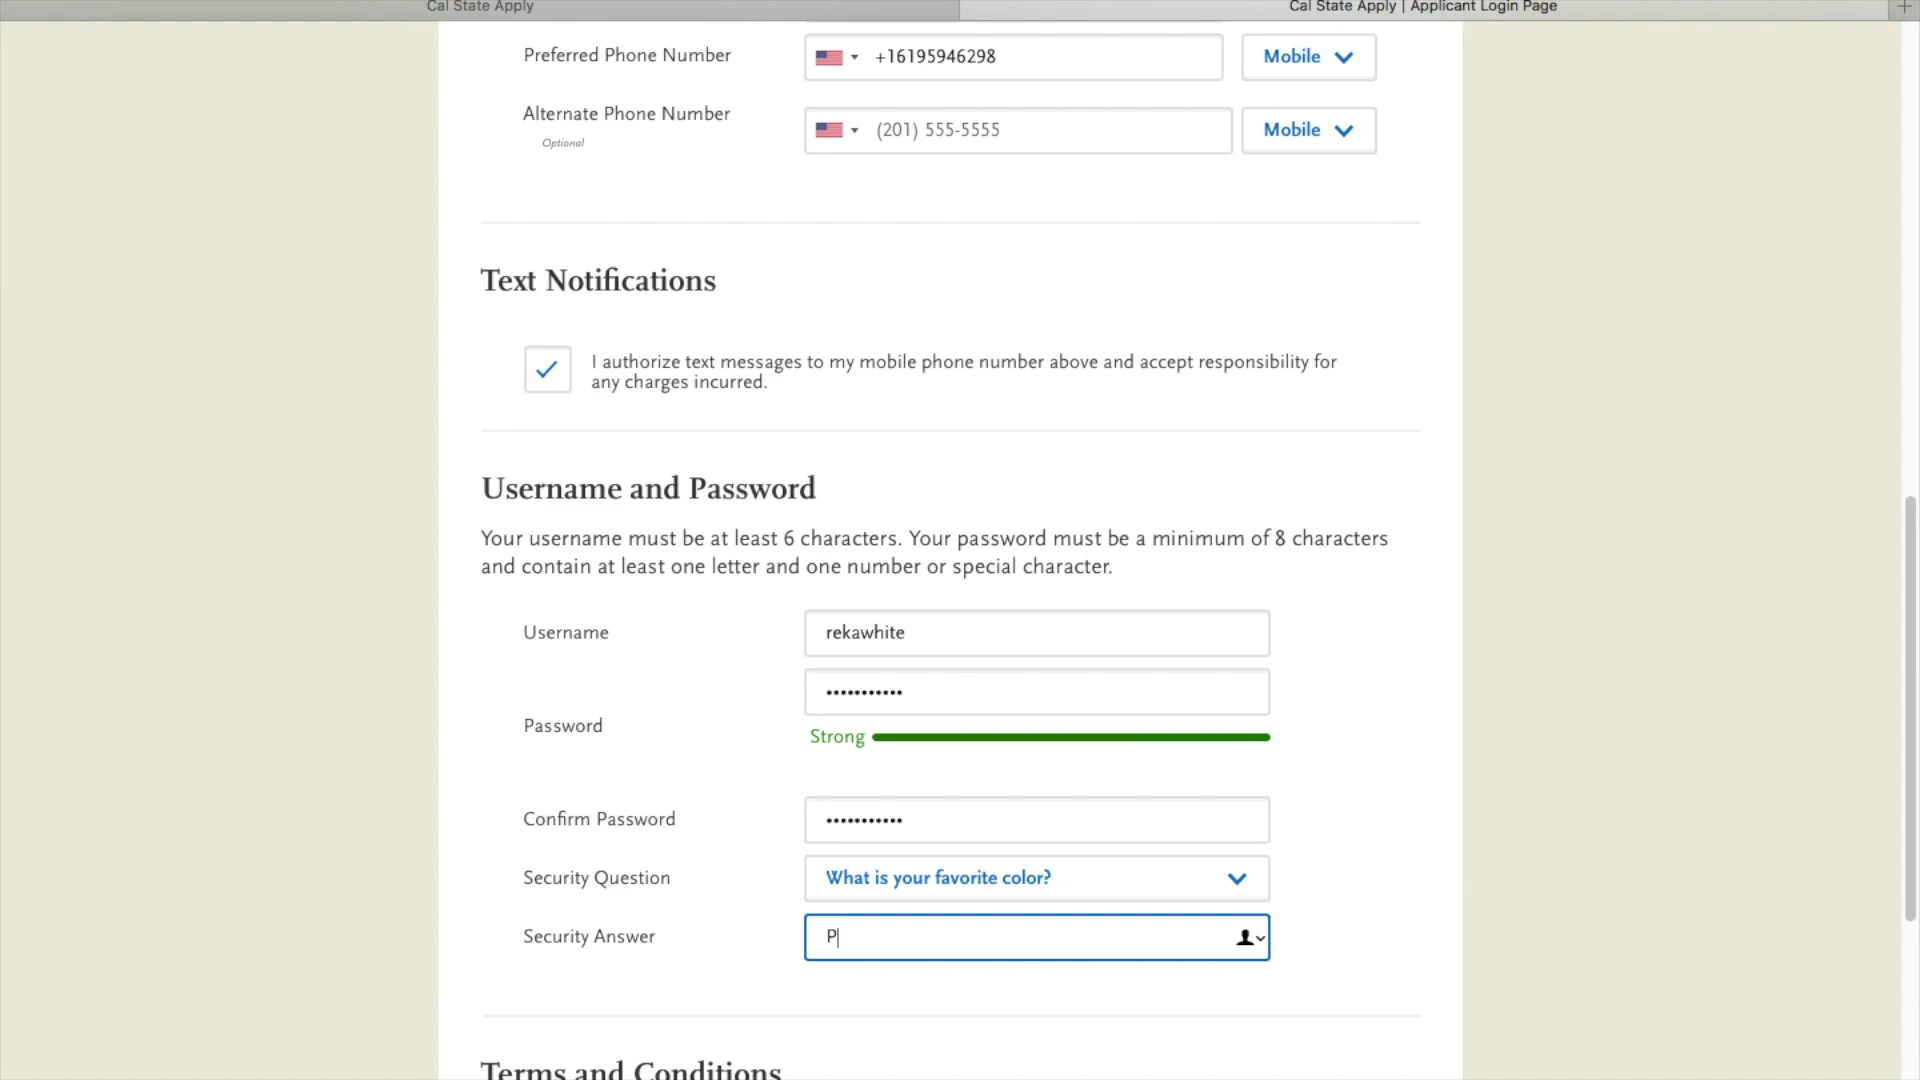 Cal State Apply
Cal State Apply | Applicant Login Page
Preferred Phone Number
+16195946298
Mobile
Alternate Phone Number
Optional
(201) 555-5555
Mobile
Text Notifications
I authorize text messages to my mobile phone number above and accept responsibility for
any charges incurred.
Username and Password
Your username must be at least 6 characters. Your password must be a minimum of 8 characters
and contain at least one letter and one number or special character.
Username
rekawhite
•••••••••••
Password
Strong
Confirm Password
•••••••••••
Security Question
What is your favorite color?
Security Answer
P
Terms and Conditions